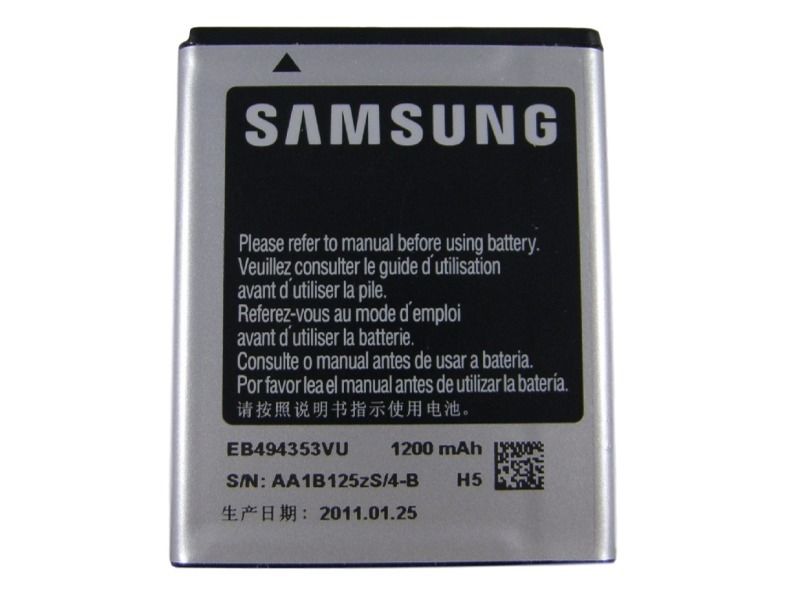 SAMSUNG
Please refer to manual before using battery.
Veuillez consulter le guide d'utilisation
avant d'utiliser la pile.
Referez-vous au mode d'emploi
avant d'utiliser la batterie.
Consulte o manual antes de usar a bateria.
Por favor lea el manual antes de utilizar la batería.
请按照说明书指示使用电池。
EB494353VU 1200 mAh
S/N: AA1B125zS/4-B H5
生产日期： 2011.01.25